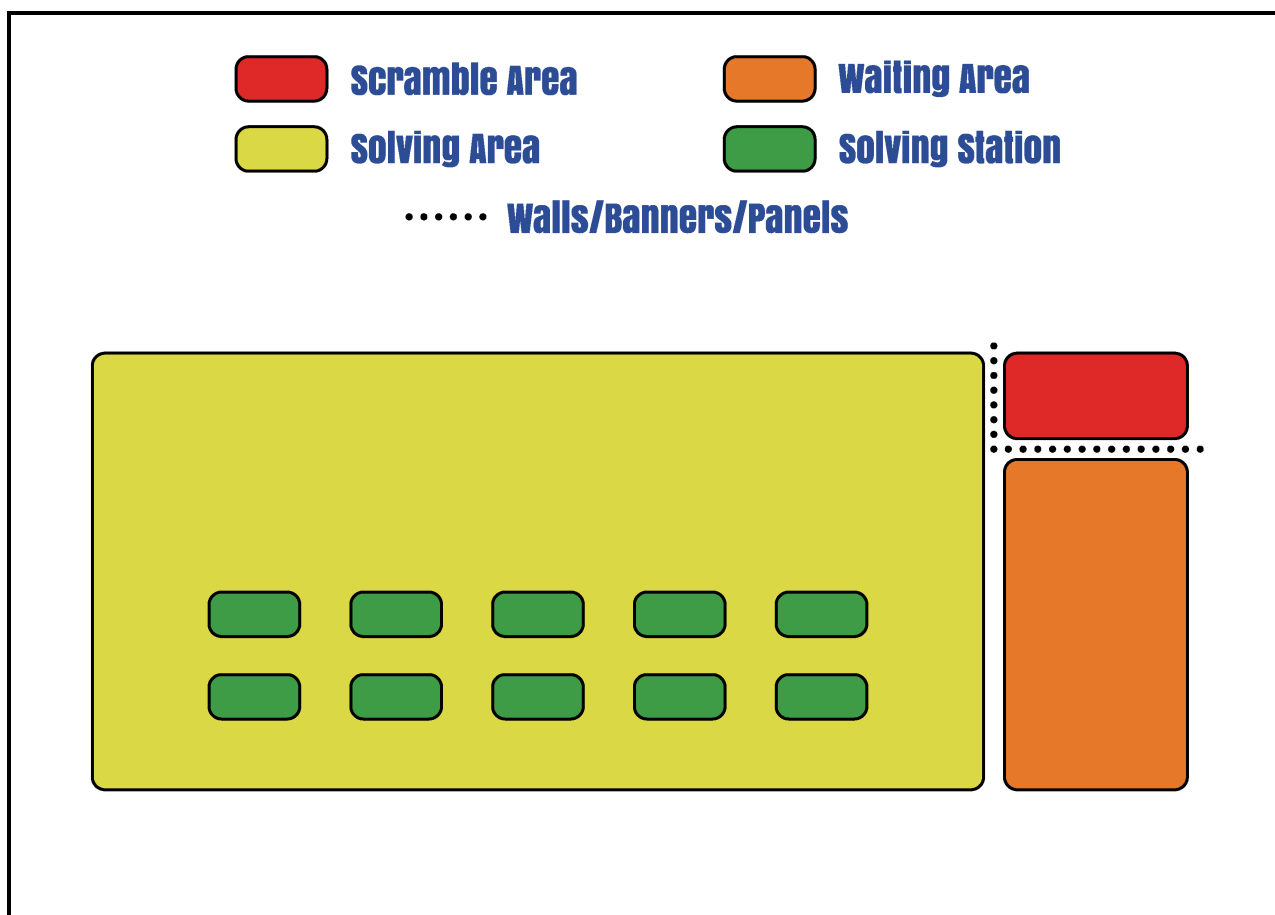 Scramble Area
Waiting Area
Solving Area
Solving Station
Walls/Banners/Panels